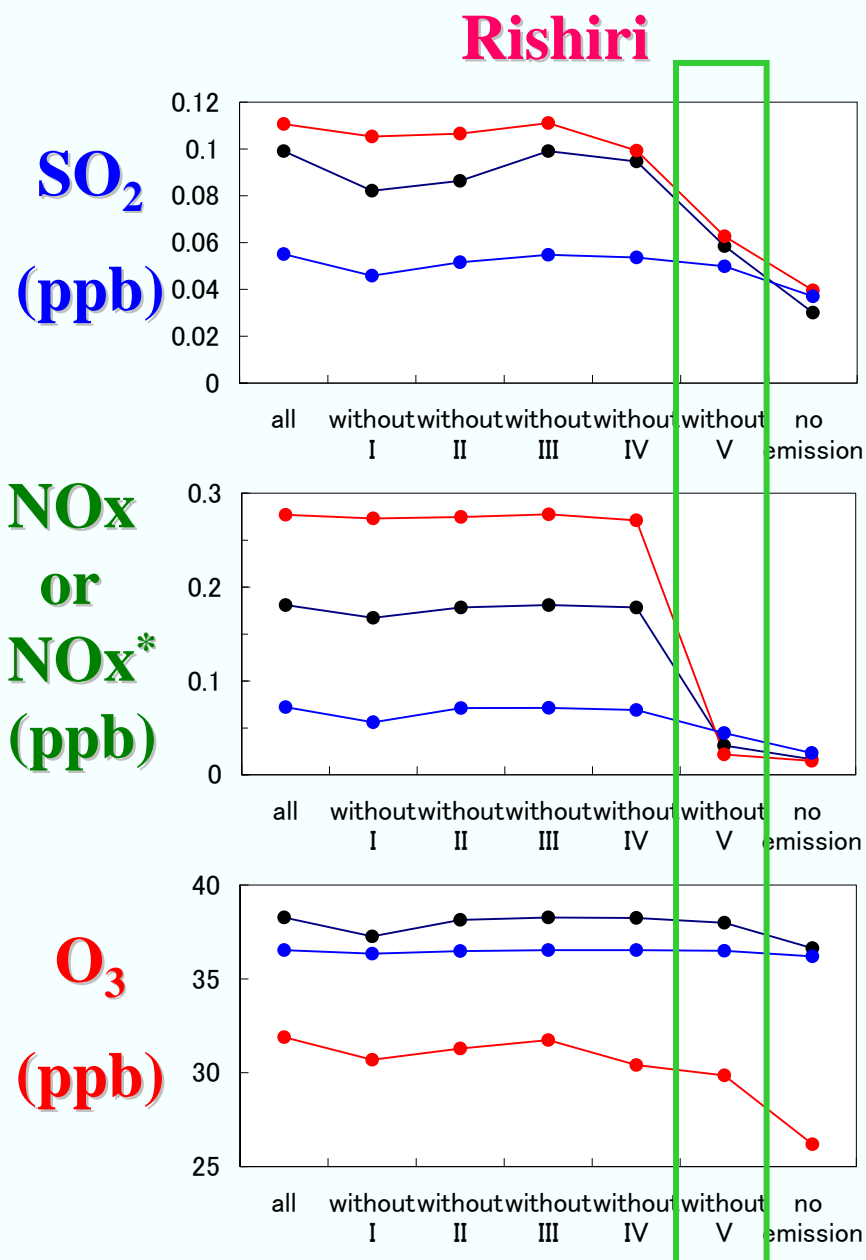 Rishiri
SO₂
(ppb)
0.12
0.1
0.08
0.06
0.04
0.02
0
all without without without without without no
I II III IV V emission
NOx
or
NOx*
(ppb)
0.3
0.2
0.1
0
all without without without without without no
I II III IV V emission
O₃
(ppb)
40
35
30
25
all without without without without without no
I II III IV V emission